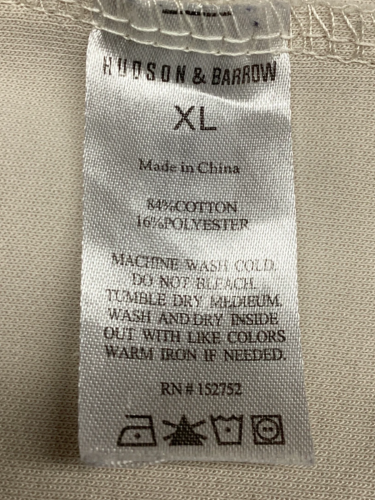 HUDSON & BARROW
XL
Made in China
84%COTTON
16%POLYESTER
MACHINE WASH COLD.
DO NOT BLEACH.
TUMBLE DRY MEDIEUM.
WASH AND DRY INSIDE
OUT WITH LIKE COLORS
WARM IRON IF NEEDED.
RN # 152752